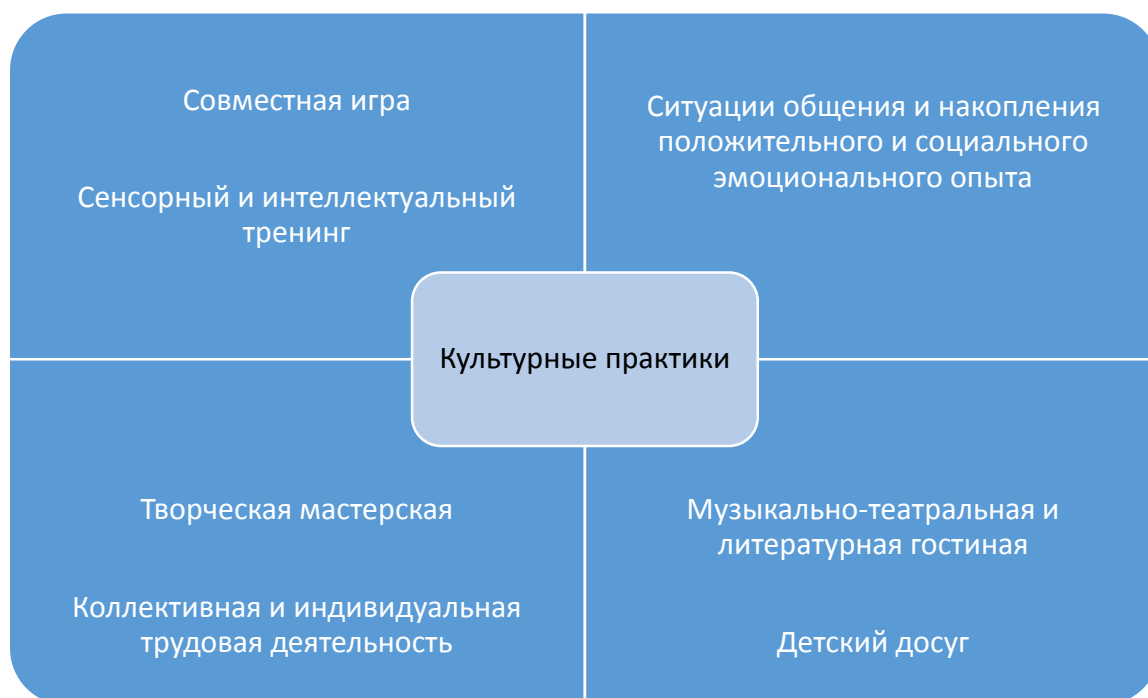 Совместная игра
Сенсорный и интеллектуальный
тренинг
Ситуации общения и накопления
положительного и социального
эмоционального опыта
Культурные практики
Творческая мастерская
Коллективная и индивидуальная
трудовая деятельность
Музыкально-театральная и
литературная гостиная
Детский досуг